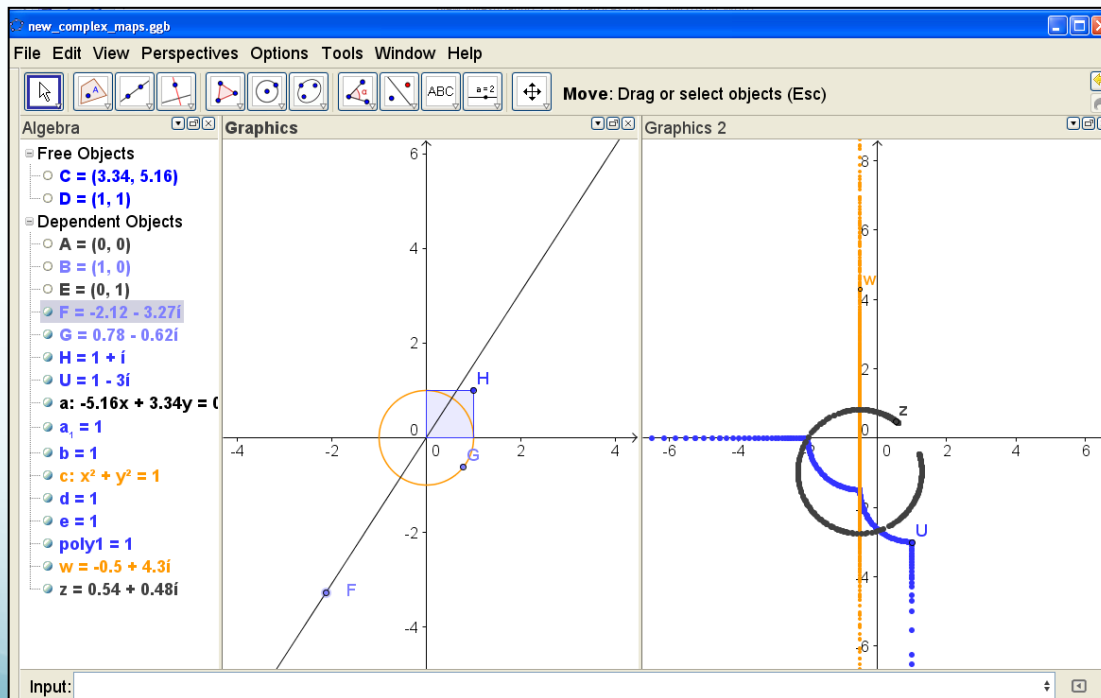 new_complex_maps.ggb
File Edit View Perspectives Options Tools Window Help
A
α
ABC
a=2
Move: Drag or select objects (Esc)
Algebra
Free Objects
C = (3.34, 5.16)
D = (1, 1)
Dependent Objects
A = (0, 0)
B = (1, 0)
E = (0, 1)
F = -2.12 - 3.27í
G = 0.78 - 0.62í
H = 1 + í
U = 1 - 3í
a: -5.16x + 3.34y = 0
a₁ = 1
b = 1
c: x² + y² = 1
d = 1
e = 1
poly1 = 1
w = -0.5 + 4.3í
z = 0.54 + 0.48í
Graphics
6
4
2
0
-4 -2 0 2 4
-2
-4
H
G
F
Graphics 2
8
6
w
4
2
z
0
-6 -4 -2 0 2 4 6
-2
U
-4
-6
Input: